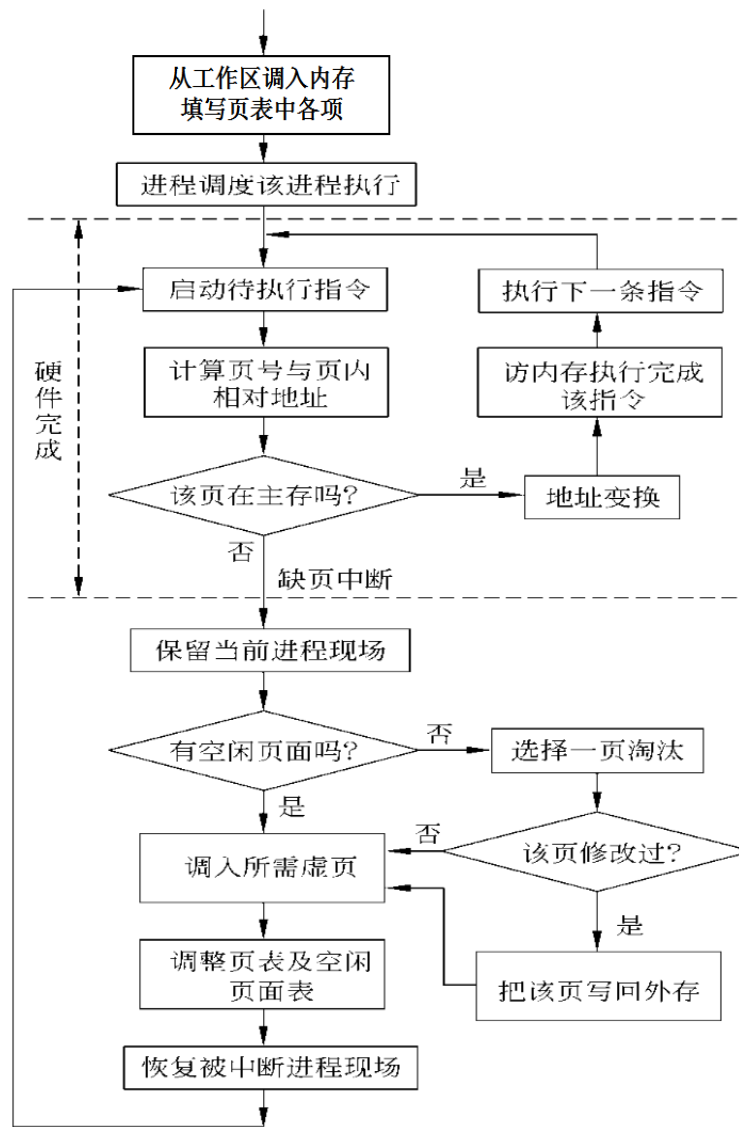 从工作区调入内存
填写页表中各项
进程调度该进程执行
启动待执行指令
执行下一条指令
计算页号与页内
相对地址
访内存执行完成
该指令
硬件完成
该页在主存吗?
是
地址变换
否
缺页中断
保留当前进程现场
有空闲页面吗?
否
选择一页淘汰
是
调入所需虚页
否
该页修改过?
是
调整页表及空闲
页面表
把该页写回外存
恢复被中断进程现场